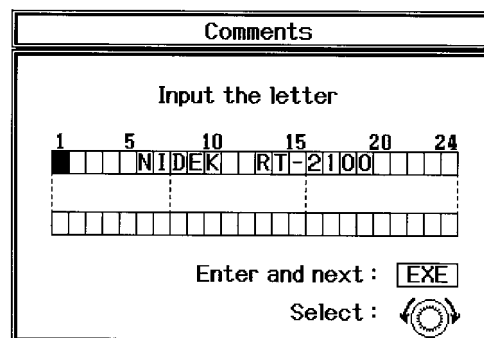 Comments
Input the letter
1 5 10 15 20 24
NIDEK RT-2100
Enter and next : EXE
Select :